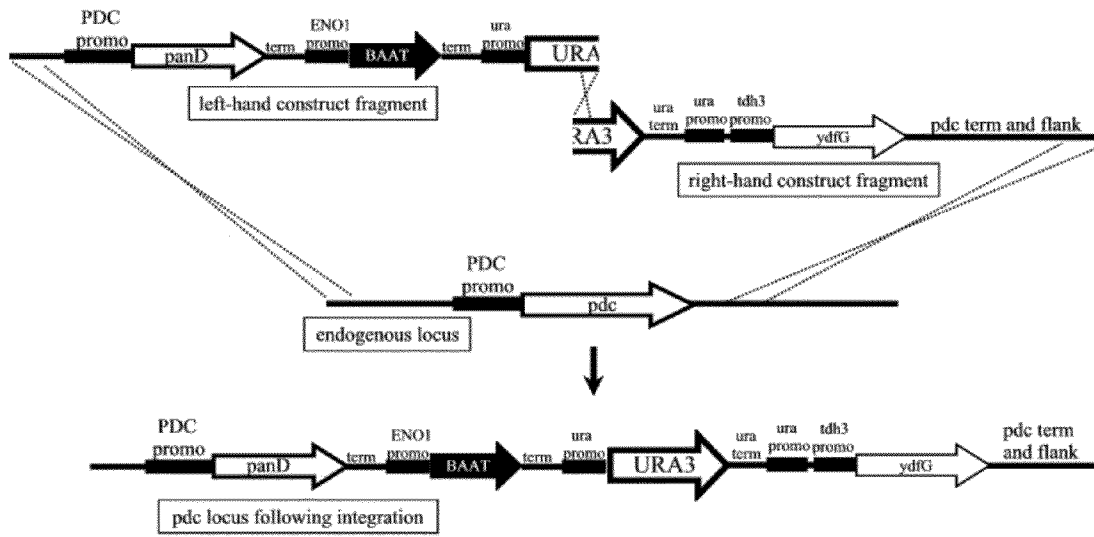 PDC
promo
panD
term
ENO1
promo
BAAT
term
ura
promo
URA
left-hand construct fragment
RA3
ura
term
ura
promo
tdh3
promo
ydfG
pdc term and flank
right-hand construct fragment
PDC
promo
pdc
endogenous locus
PDC
promo
panD
term
ENO1
promo
BAAT
term
ura
promo
URA3
ura
term
ura
promo
tdh3
promo
ydfG
pdc term
and flank
pdc locus following integration